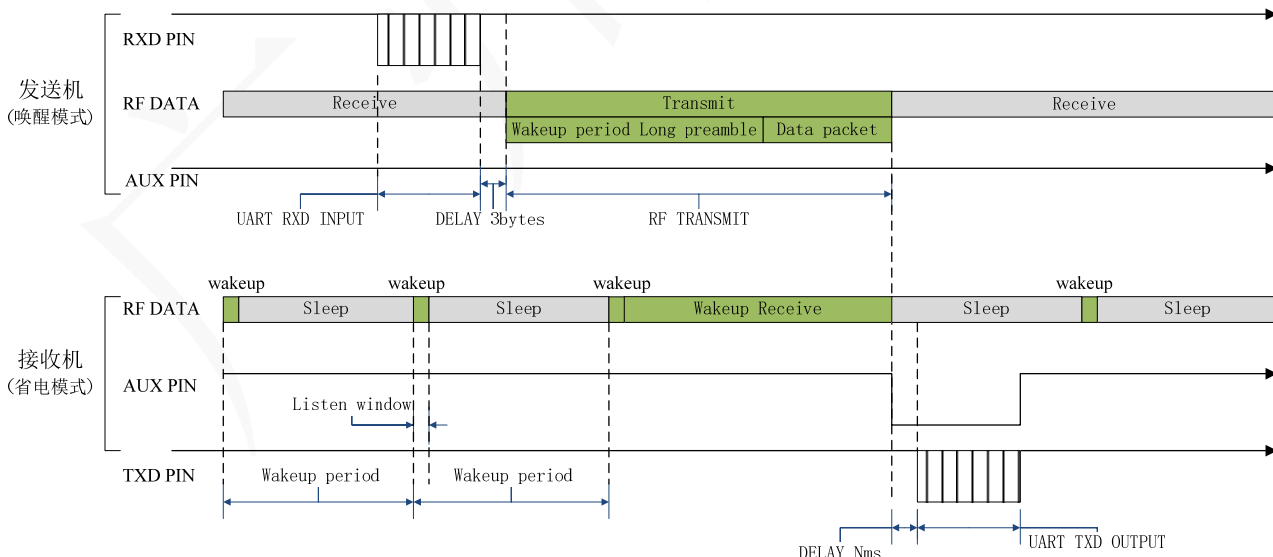 RXD PIN
发送机
(唤醒模式)
RF DATA
Receive
Transmit
Receive
Wakeup period Long preamble
Data packet
AUX PIN
UART RXD INPUT
DELAY 3bytes
RF TRANSMIT
wakeup
wakeup
wakeup
wakeup
RF DATA
Sleep
Sleep
Wakeup Receive
Sleep
Sleep
接收机
(省电模式)
AUX PIN
Listen window
TXD PIN
Wakeup period
Wakeup period
DELAY Nms
UART TXD OUTPUT